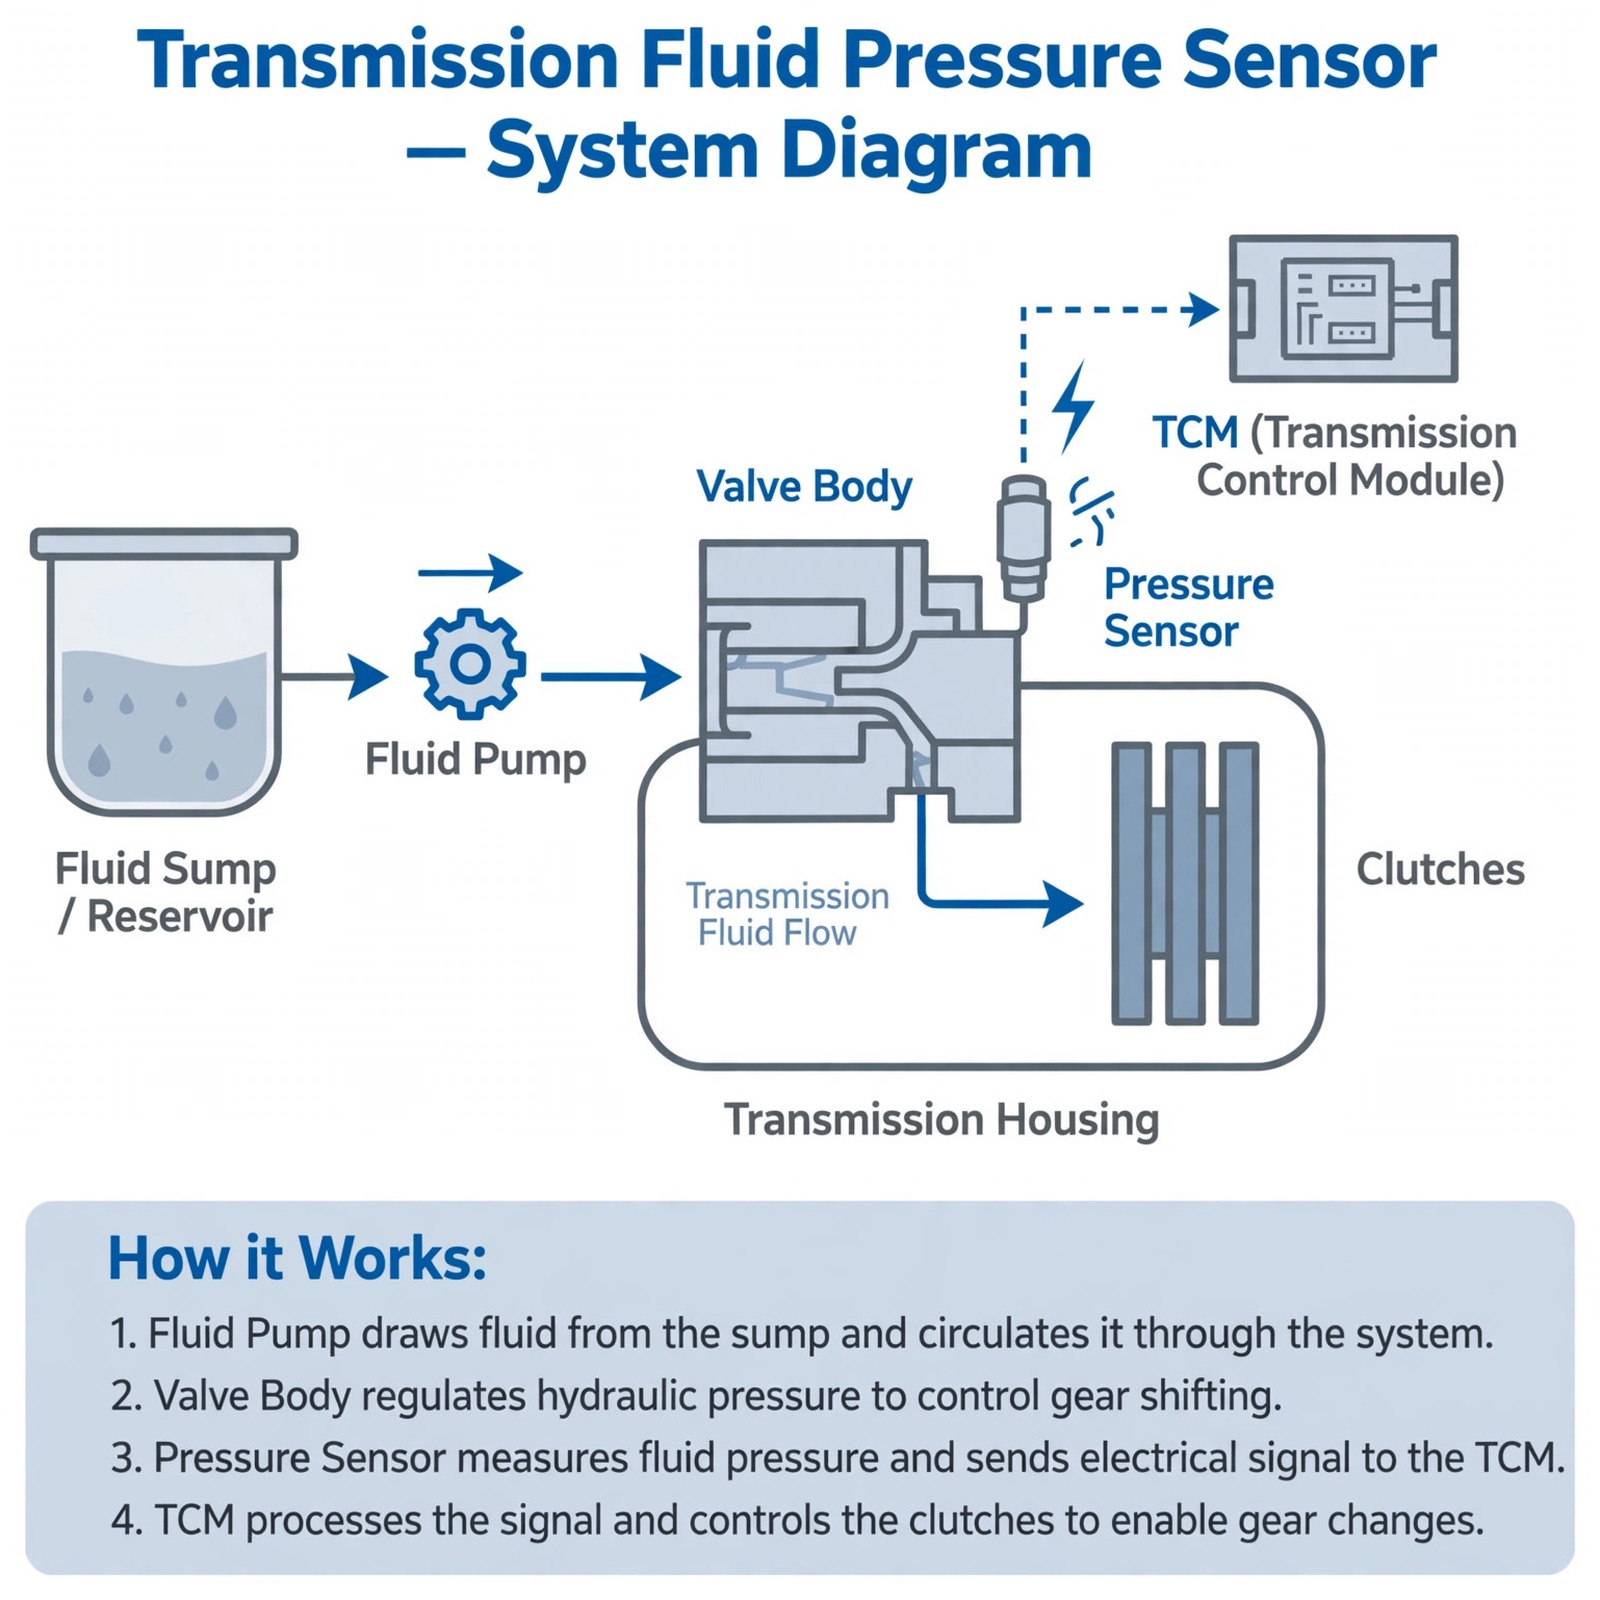 Transmission Fluid Pressure Sensor
— System Diagram
TCM (Transmission
Control Module)
Valve Body
Pressure
Sensor
Fluid Pump
Fluid Sump
/ Reservoir
Transmission
Fluid Flow
Clutches
Transmission Housing
How it Works:
1. Fluid Pump draws fluid from the sump and circulates it through the system.
2. Valve Body regulates hydraulic pressure to control gear shifting.
3. Pressure Sensor measures fluid pressure and sends electrical signal to the TCM.
4. TCM processes the signal and controls the clutches to enable gear changes.